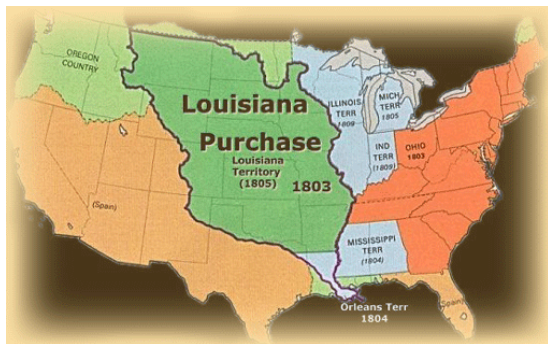 OREGON
COUNTRY
Louisiana
Purchase
Louisiana
Territory
(1805)
1803
ILLINOIS
TERR
1809
MICH
TERR
1805
IND
TERR
(1809)
OHIO
1803
(Spain)
MISSISSIPPI
TERR
(1804)
Orleans Terr
1804
(Spain)